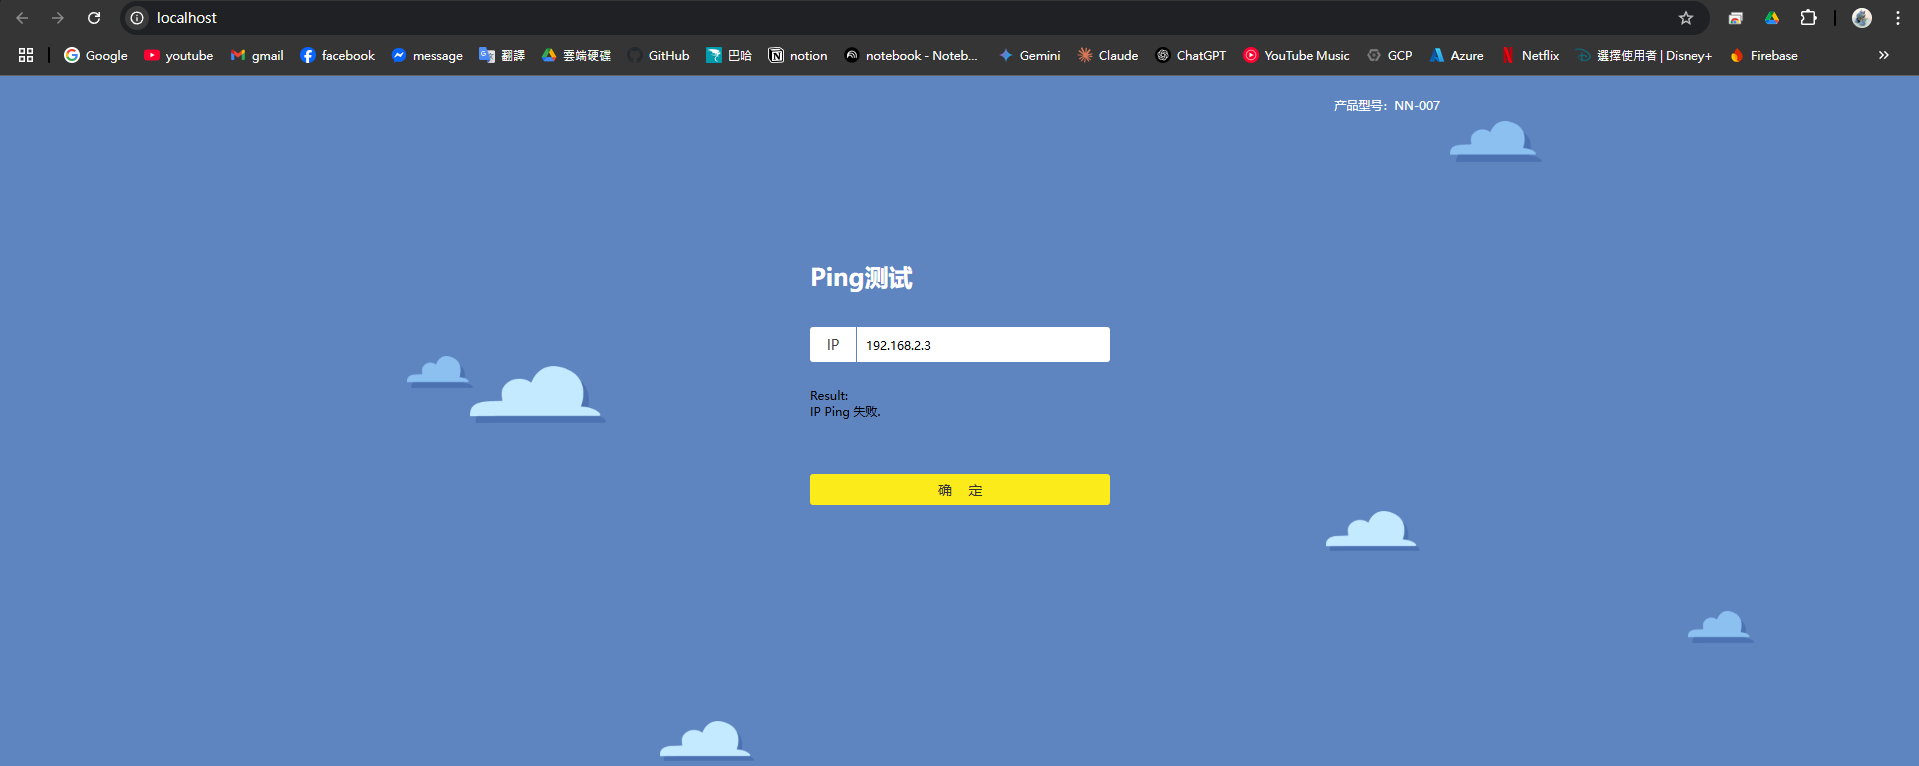 localhost
Google youtube gmail facebook message 翻譯 雲端硬碟 GitHub 巴哈 notion notebook - Noteb... Gemini Claude ChatGPT YouTube Music GCP Azure Netflix 選擇使用者 | Disney+ Firebase
产品型号：NN-007
Ping测试
IP 192.168.2.3
Result:
IP Ping 失败.
确 定